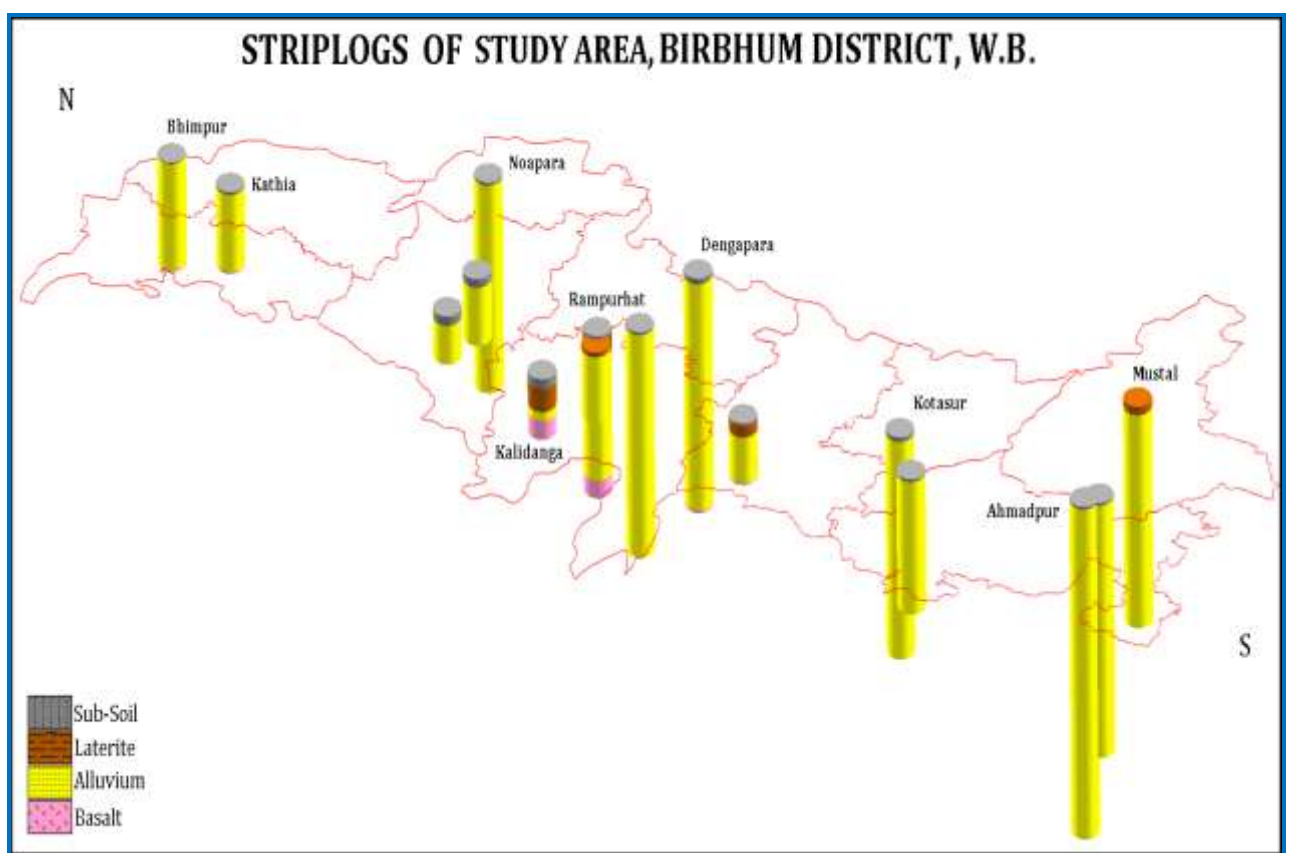 STRIPLOGS OF STUDY AREA, BIRBHUM DISTRICT, W.B.
N
Bhimpur
Kathia
Noapara
Dengapara
Rampurhat
Mustal
Kotasur
Kalidanga
Ahmadpur
S
Sub-Soil
Laterite
Alluvium
Basalt